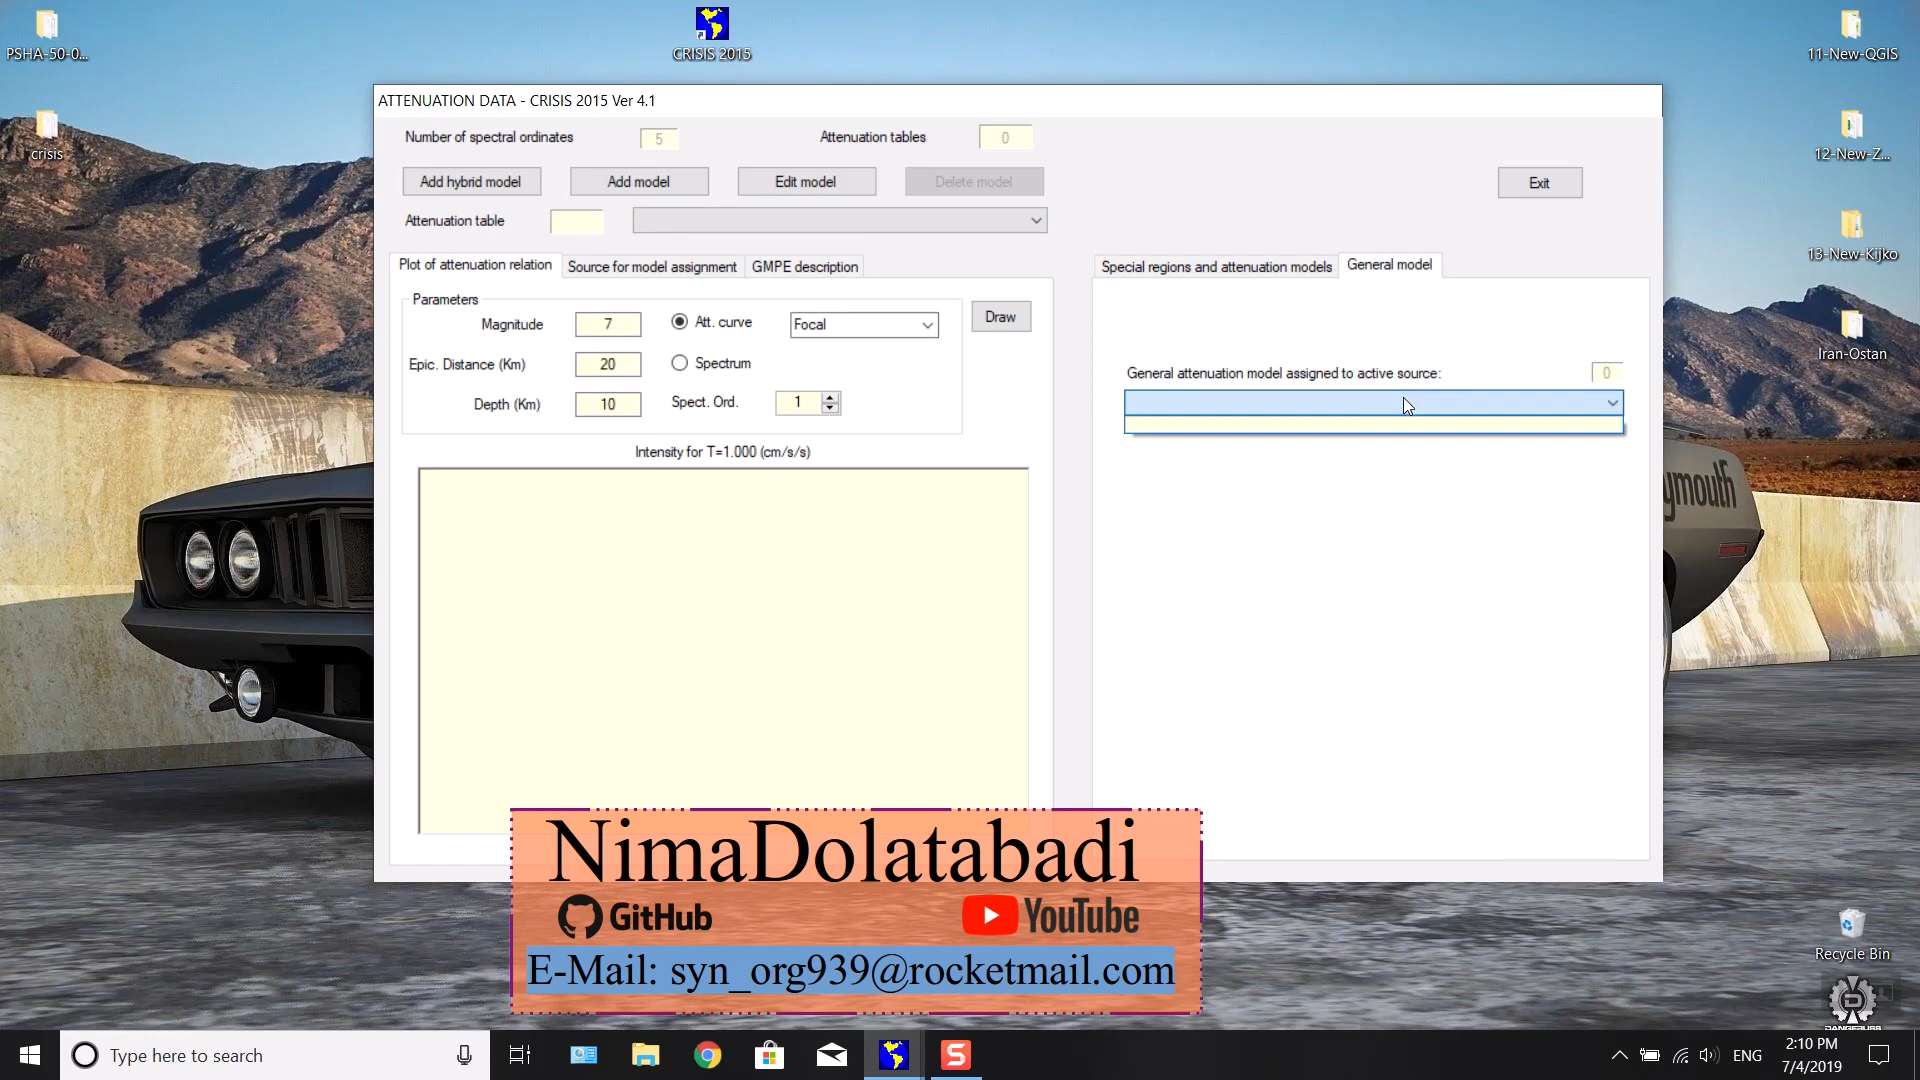 PSHA-50-0...
CRISIS 2015
11-New-QGIS
crisis
12-New-Z...
13-New-Kijko
Iran-Ostan
ATTENUATION DATA - CRISIS 2015 Ver 4.1
Number of spectral ordinates 5 Attenuation tables 0
Add hybrid model Add model Edit model Delete model Exit
Attenuation table
Plot of attenuation relation Source for model assignment GMPE description
Special regions and attenuation models General model
Parameters
Magnitude 7 Att. curve Focal Draw
Epic. Distance (Km) 20 Spectrum
Depth (Km) 10 Spect. Ord. 1
Intensity for T=1.000 (cm/s/s)
General attenuation model assigned to active source: 0
ymouth
NimaDolatabadi
GitHub YouTube
E-Mail: syn_org939@rocketmail.com
Recycle Bin
Type here to search
S
ENG
2:10 PM
7/4/2019